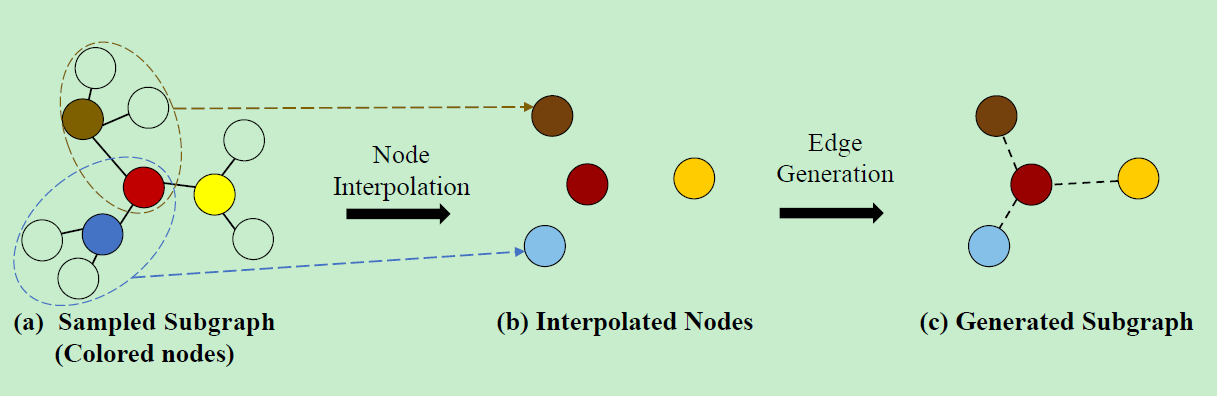 Node
Interpolation
Edge
Generation
(a) Sampled Subgraph
(Colored nodes)
(b) Interpolated Nodes
(c) Generated Subgraph